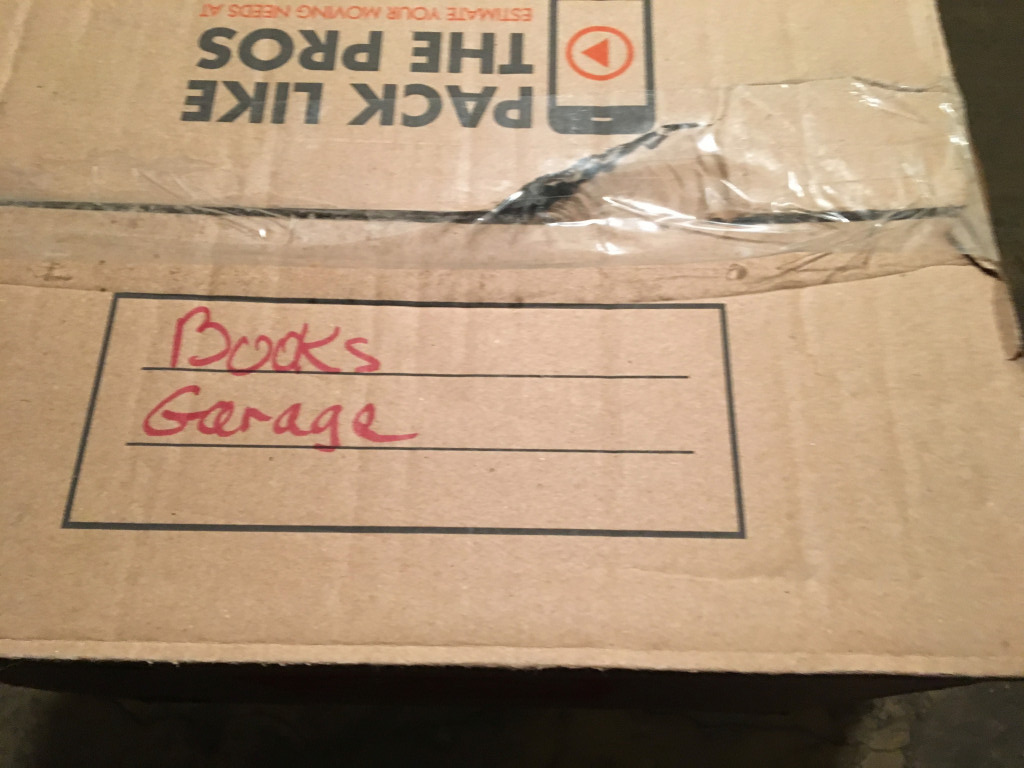 ESTIMATE YOUR MOVING NEEDS AT
THE PROS
PACK LIKE
Books
Garage